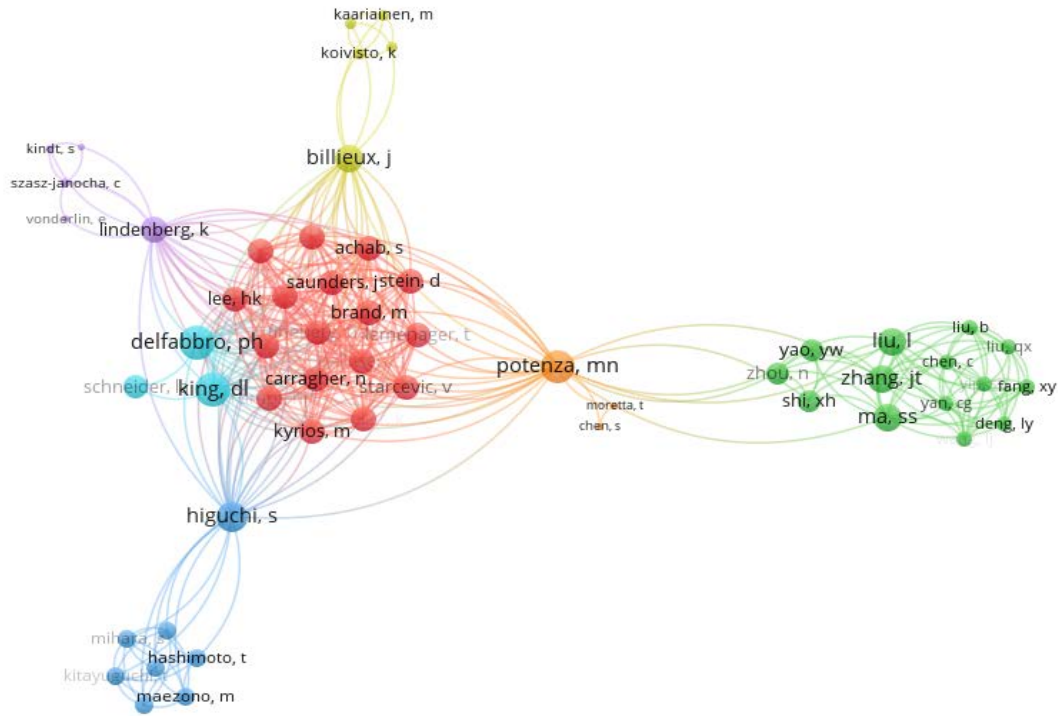 kaariainen, m
koivisto, k
kindt, s
billieux, j
szasz-janocha, c
vonderlin, e
lindenberg, k
achab, s
saunders, j
stein, d
lee, hk
brand, m
delfabbro, ph
schneider, l
king, dl
carragher, n
starcevic, v
kyrios, m
potenza, mn
moretta, t
chen, s
liu, b
yao, yw
liu, l
liu, qx
chen, c
zhou, n
zhang, jt
fang, xy
shi, xh
yan, cg
ma, ss
deng, ly
higuchi, s
mihara, s
hashimoto, t
maezono, m